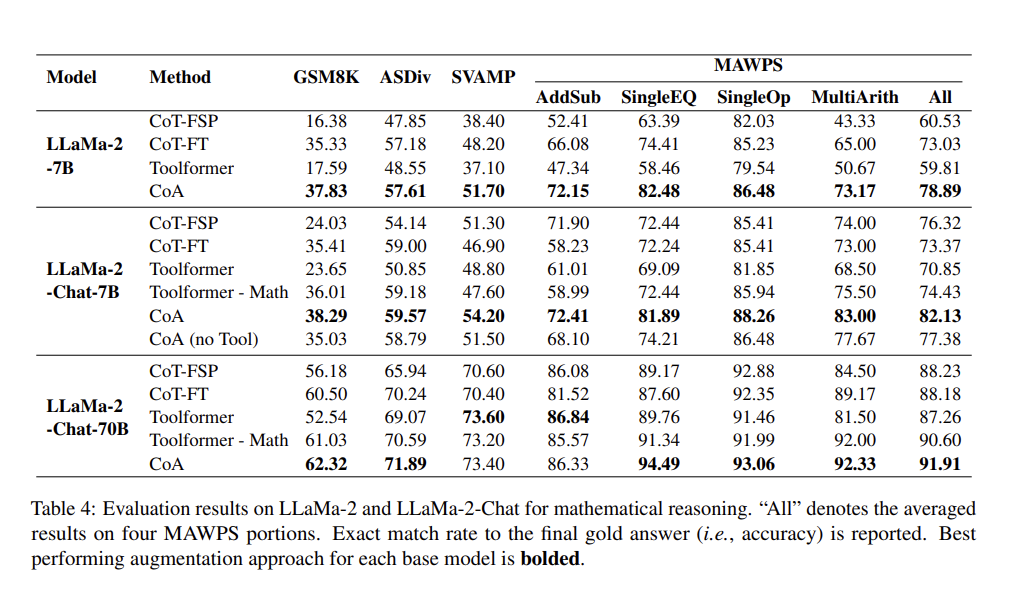 Model Method GSM8K ASDiv SVAMP MAWPS
AddSub SingleEQ SingleOp MultiArith All
LLaMa-2
-7B
CoT-FSP 16.38 47.85 38.40 52.41 63.39 82.03 43.33 60.53
CoT-FT 35.33 57.18 48.20 66.08 74.41 85.23 65.00 73.03
Toolformer 17.59 48.55 37.10 47.34 58.46 79.54 50.67 59.81
CoA 37.83 57.61 51.70 72.15 82.48 86.48 73.17 78.89
LLaMa-2
-Chat-7B
CoT-FSP 24.03 54.14 51.30 71.90 72.44 85.41 74.00 76.32
CoT-FT 35.41 59.00 46.90 58.23 72.24 85.41 73.00 73.37
Toolformer 23.65 50.85 48.80 61.01 69.09 81.85 68.50 70.85
Toolformer - Math 36.01 59.18 47.60 58.99 72.44 85.94 75.50 74.43
CoA 38.29 59.57 54.20 72.41 81.89 88.26 83.00 82.13
CoA (no Tool) 35.03 58.79 51.50 68.10 74.21 86.48 77.67 77.38
LLaMa-2
-Chat-70B
CoT-FSP 56.18 65.94 70.60 86.08 89.17 92.88 84.50 88.23
CoT-FT 60.50 70.24 70.40 81.52 87.60 92.35 89.17 88.18
Toolformer 52.54 69.07 73.60 86.84 89.76 91.46 81.50 87.26
Toolformer - Math 61.03 70.59 73.20 85.57 91.34 91.99 92.00 90.60
CoA 62.32 71.89 73.40 86.33 94.49 93.06 92.33 91.91
Table 4: Evaluation results on LLaMa-2 and LLaMa-2-Chat for mathematical reasoning. “All” denotes the averaged
results on four MAWPS portions. Exact match rate to the final gold answer (i.e., accuracy) is reported. Best
performing augmentation approach for each base model is bolded.